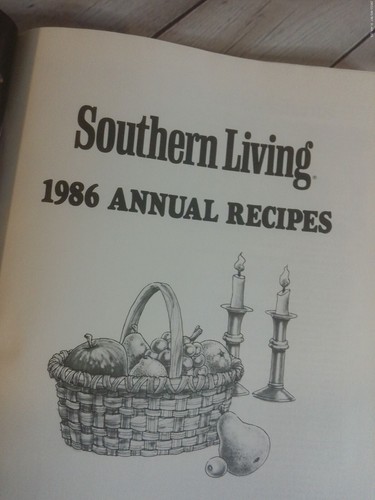 Southern Living
1986 ANNUAL RECIPES